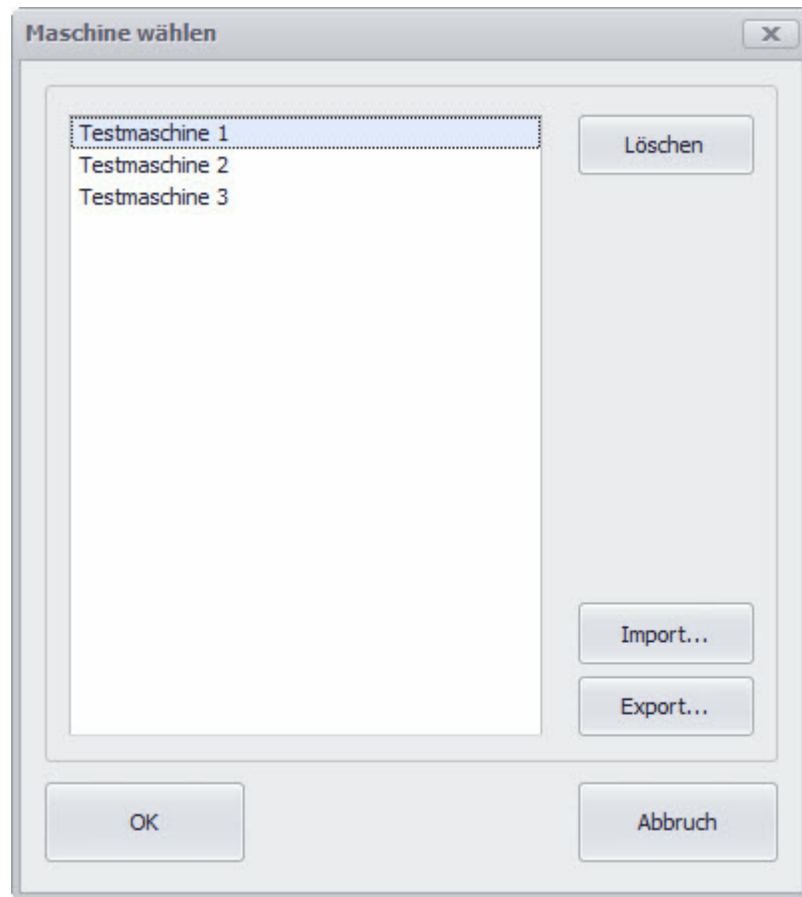 Maschine wählen
Testmaschine 1
Testmaschine 2
Testmaschine 3
Löschen
Import...
Export...
OK
Abbruch